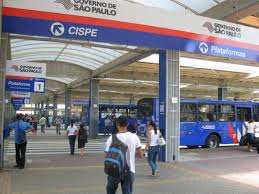 GOVERNO DE
SÃO PAULO
CISPE
GOVERNO DE
SÃO PAULO
Plataformas
GOVERNO DE
SÃO PAULO
Plataforma
1